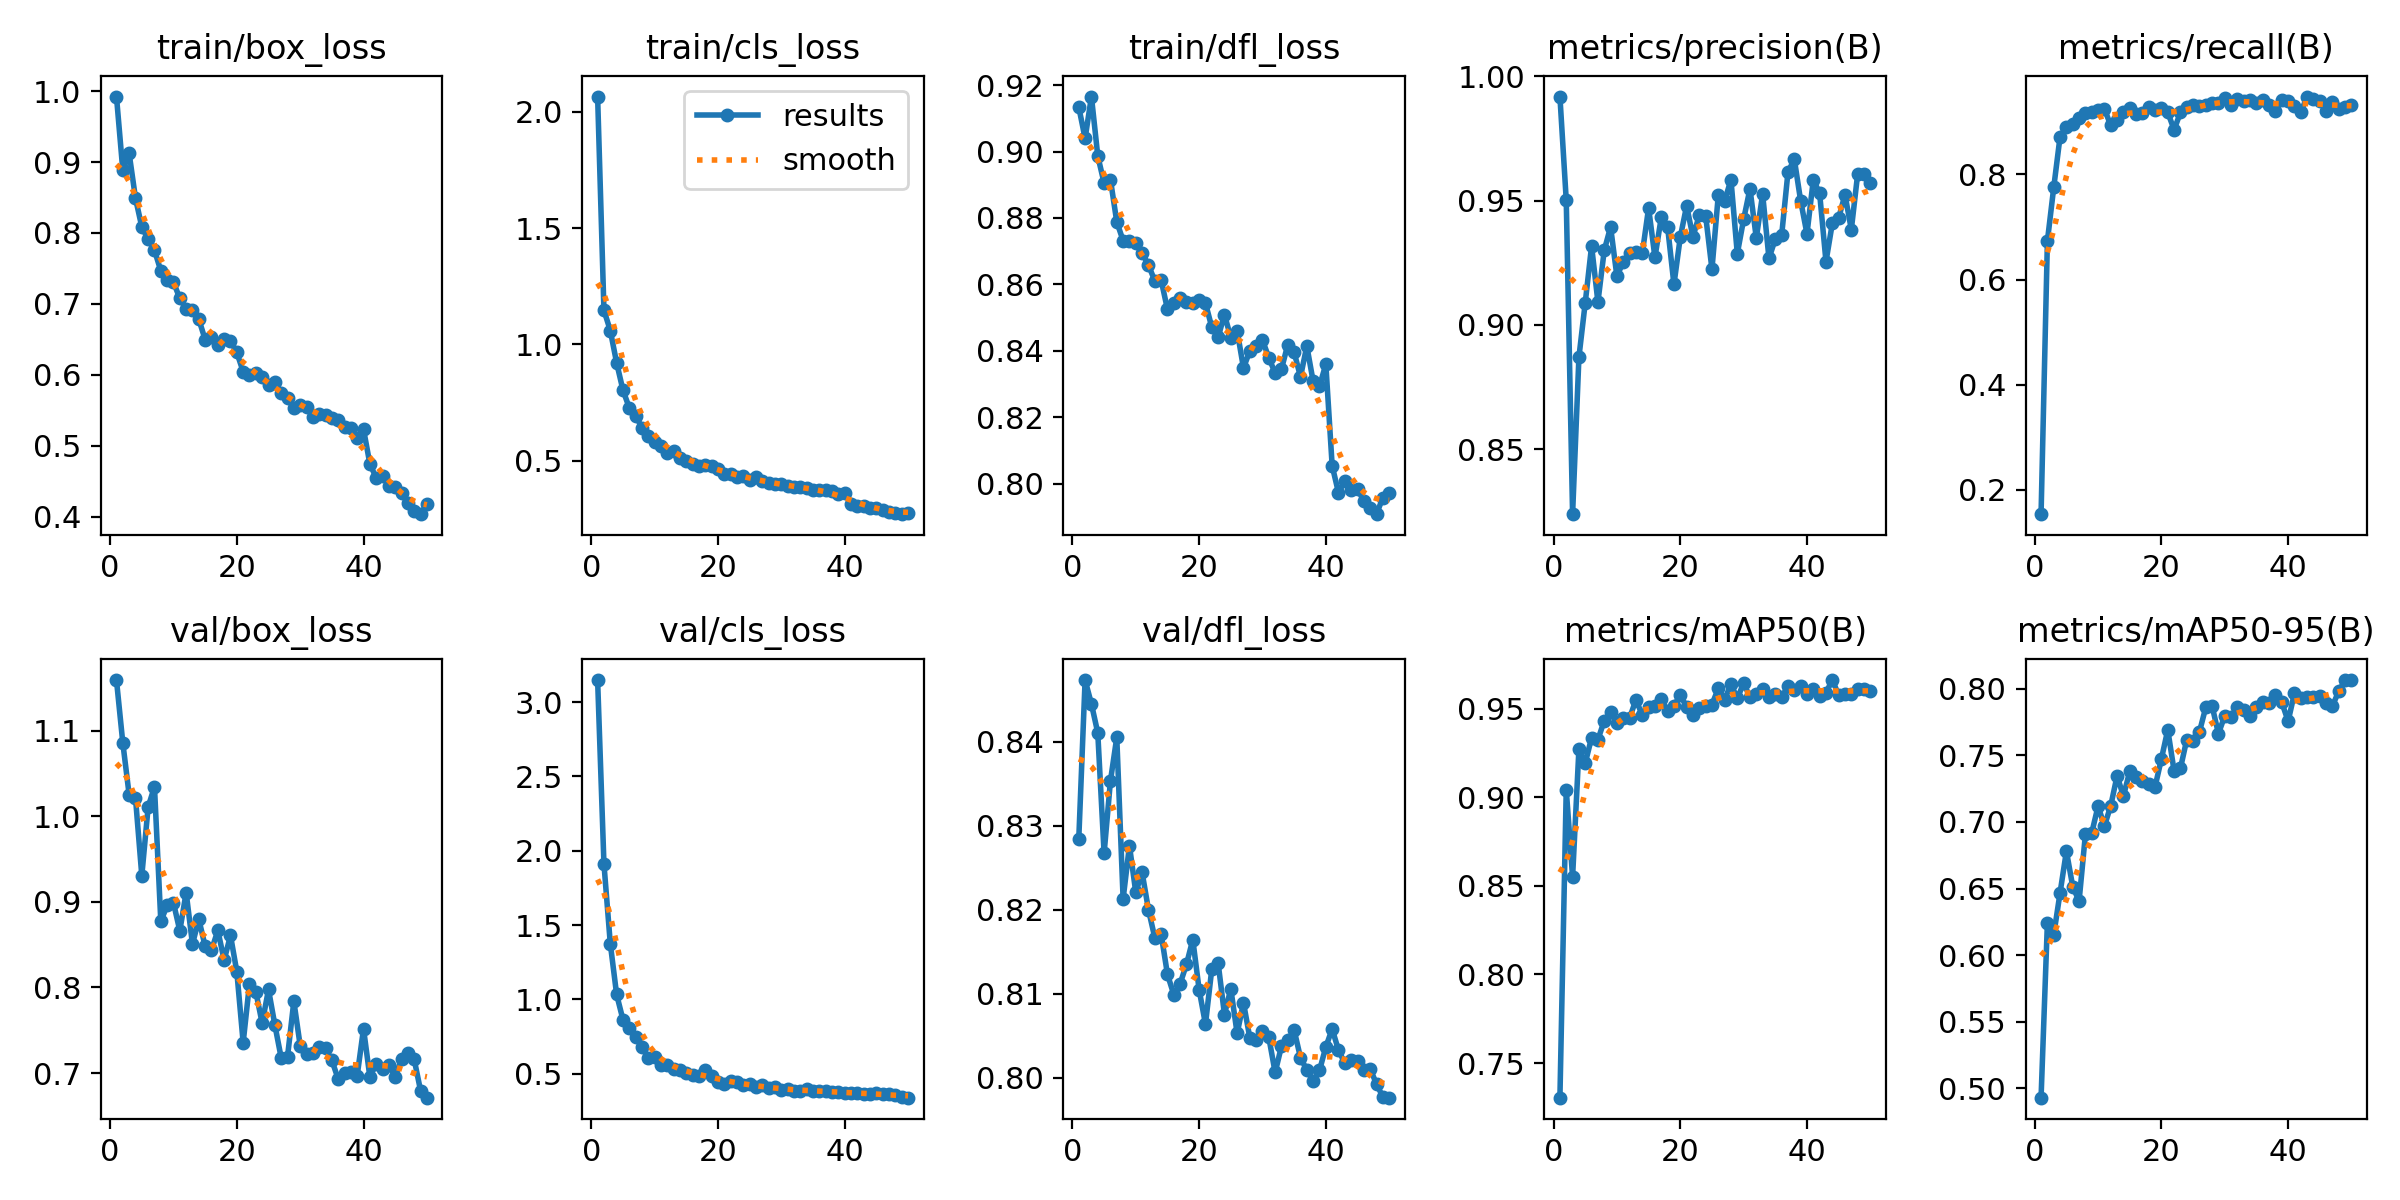 train/box_loss
train/cls_loss
train/dfl_loss
metrics/precision(B)
metrics/recall(B)
1.0
0.9
0.8
0.7
0.6
0.5
0.4
0 20 40
2.0
1.5
1.0
0.5
0 20 40
results
smooth
0.92
0.90
0.88
0.86
0.84
0.82
0.80
0 20 40
1.00
0.95
0.90
0.85
0 20 40
0.8
0.6
0.4
0.2
0 20 40
val/box_loss
val/cls_loss
val/dfl_loss
metrics/mAP50(B)
metrics/mAP50-95(B)
1.1
1.0
0.9
0.8
0.7
0 20 40
3.0
2.5
2.0
1.5
1.0
0.5
0 20 40
0.84
0.83
0.82
0.81
0.80
0 20 40
0.95
0.90
0.85
0.80
0.75
0 20 40
0.80
0.75
0.70
0.65
0.60
0.55
0.50
0 20 40